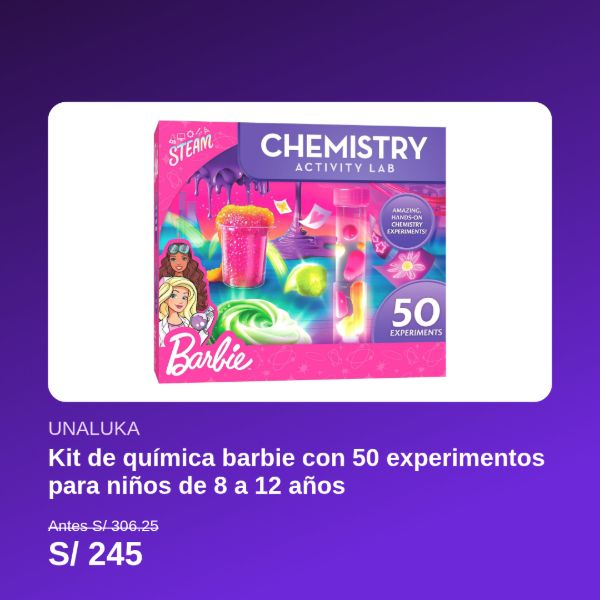 STEAM
CHEMISTRY
ACTIVITY LAB
AMAZING,
HANDS-ON
CHEMISTRY
EXPERIMENTS!
50
EXPERIMENTS
Barbie
UNALUKA
Kit de química barbie con 50 experimentos
para niños de 8 a 12 años
Antes S/ 306.25
S/ 245